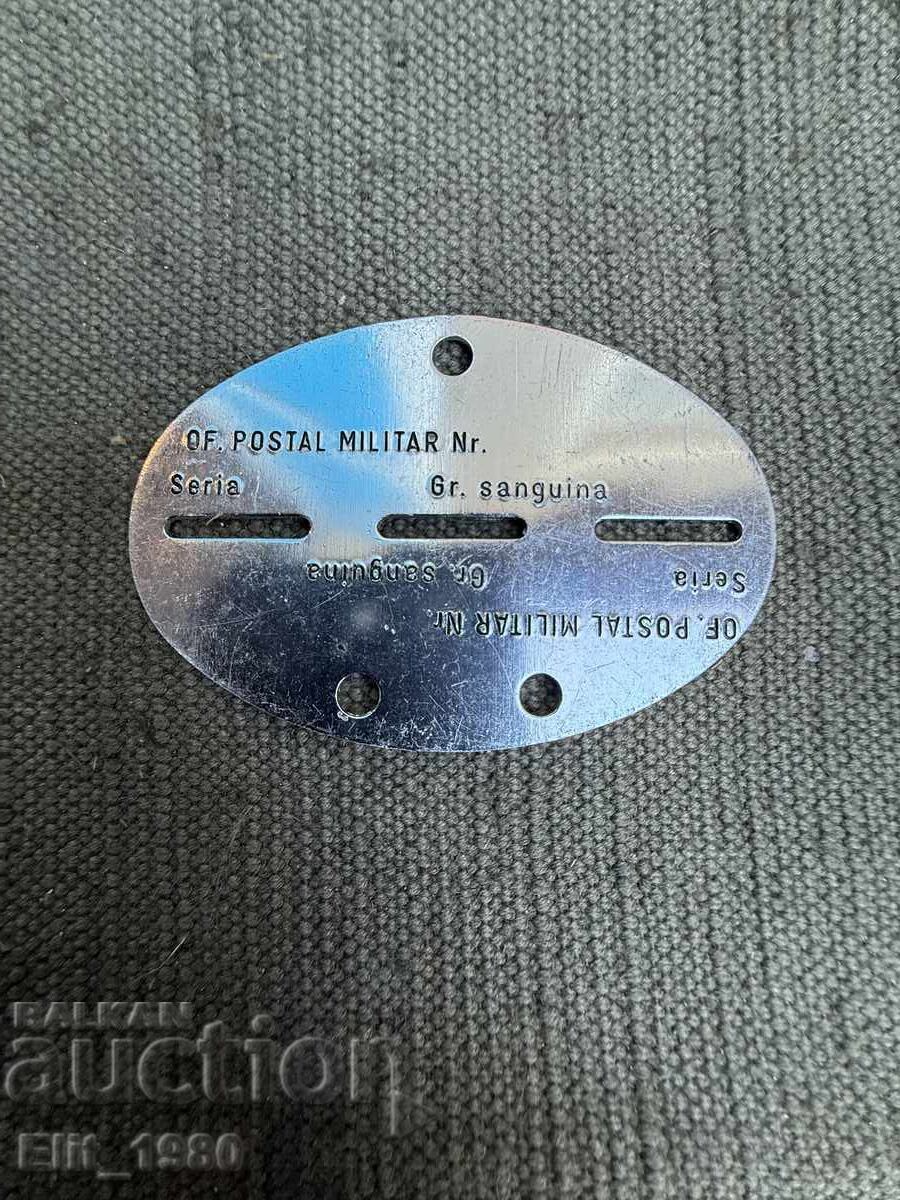 OF. POSTAL MILITAR Nr.
Seria Gr. sanguina
Seria Gr. sanguina
OF. POSTAL MILITAR Nr.
BALKAN
auction
Elit_1980